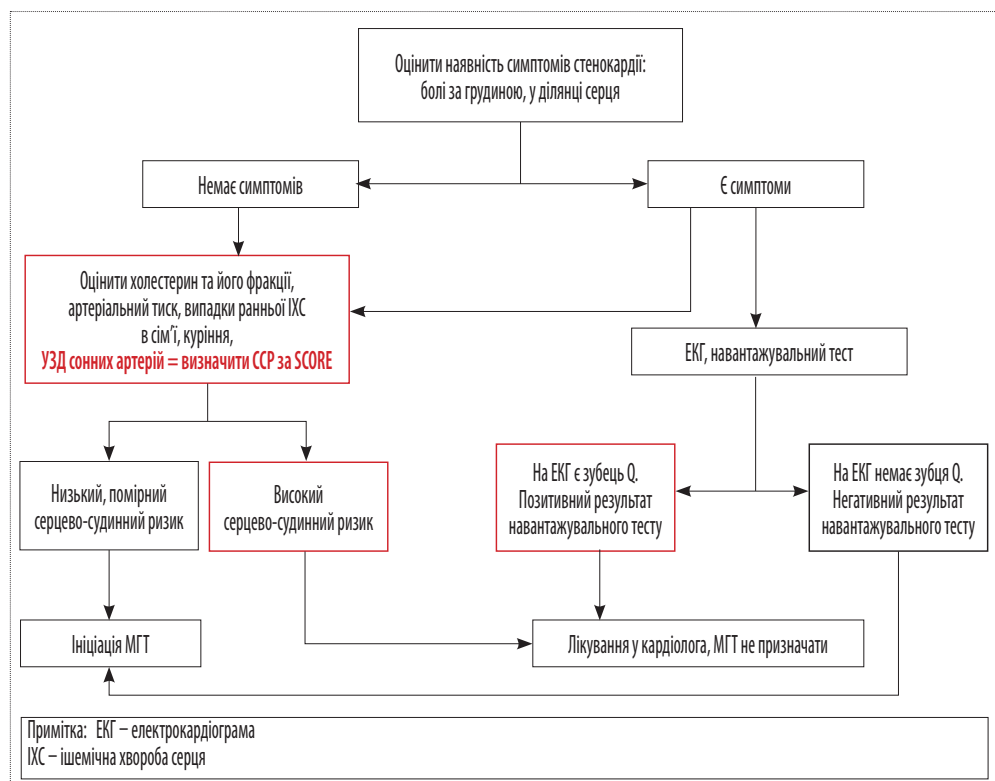 Оцінити наявність симптомів стенокардії:
болі за грудиною, у ділянці серця
Немає симптомів
Є симптоми
Оцінити холестерин та його фракції,
артеріальний тиск, випадки ранньої ІХС
в сім’ї, куріння,
УЗД сонних артерій = визначити ССР за SCORE
ЕКГ, навантажувальний тест
Низький, помірний
серцево-судинний ризик
Високий
серцево-судинний ризик
На ЕКГ є зубець Q.
Позитивний результат
навантажувального тесту
На ЕКГ немає зубця Q.
Негативний результат
навантажувального тесту
Ініціація МГТ
Лікування у кардіолога, МГТ не призначати
Примітка: ЕКГ – електрокардіограма
ІХС – ішемічна хвороба серця